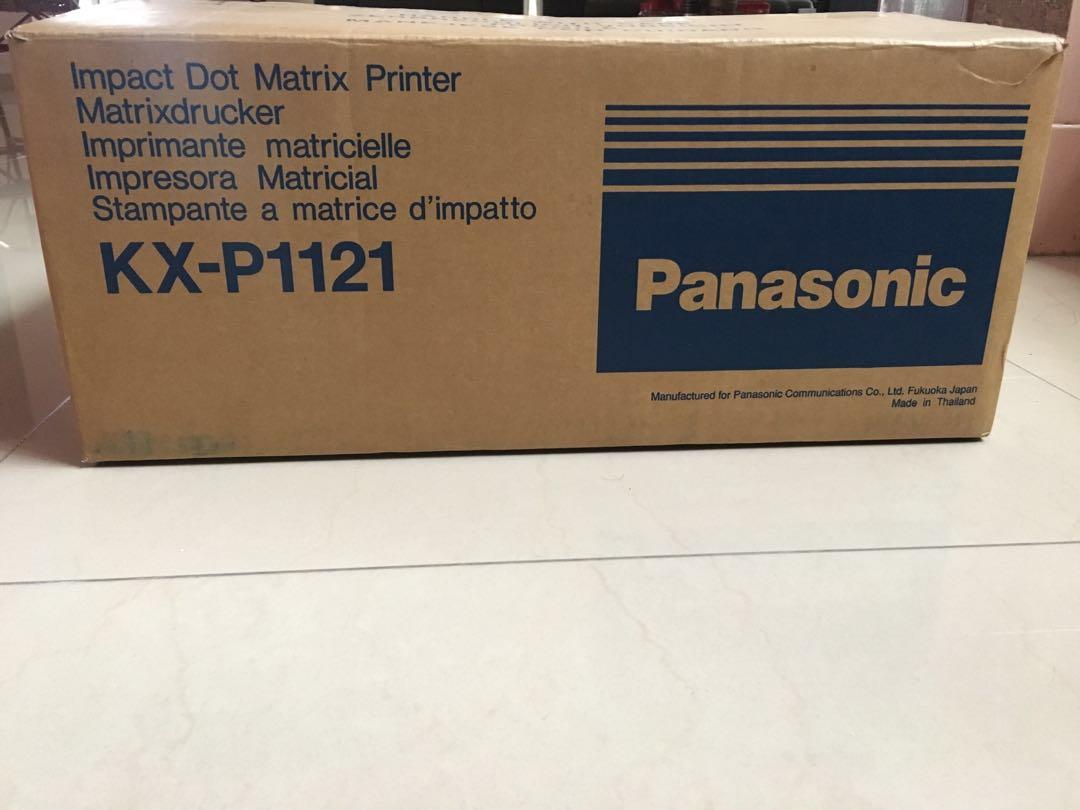 Impact Dot Matrix Printer
Matrixdrucker
Imprimante matricielle
Impresora Matricial
Stampante a matrice d'impatto
KX-P1121
Panasonic
Manufactured for Panasonic Communications Co., Ltd. Fukuoka Japan
Made in Thailand